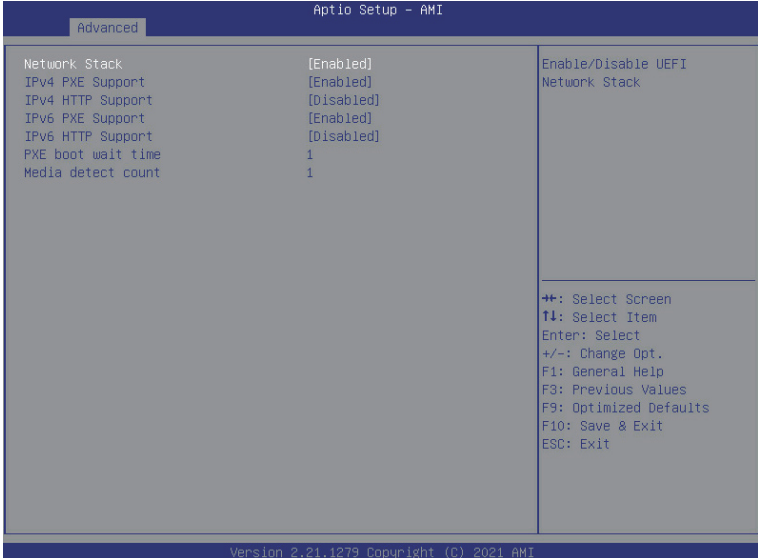 Aptio Setup – AMI
Advanced
Network Stack [Enabled]
IPv4 PXE Support [Enabled]
IPv4 HTTP Support [Disabled]
IPv6 PXE Support [Enabled]
IPv6 HTTP Support [Disabled]
PXE boot wait time 1
Media detect count 1
Enable/Disable UEFI
Network Stack
→←: Select Screen
↑↓: Select Item
Enter: Select
+/-: Change Opt.
F1: General Help
F3: Previous Values
F9: Optimized Defaults
F10: Save & Exit
ESC: Exit
Version 2.21.1279 Copyright (C) 2021 AMI